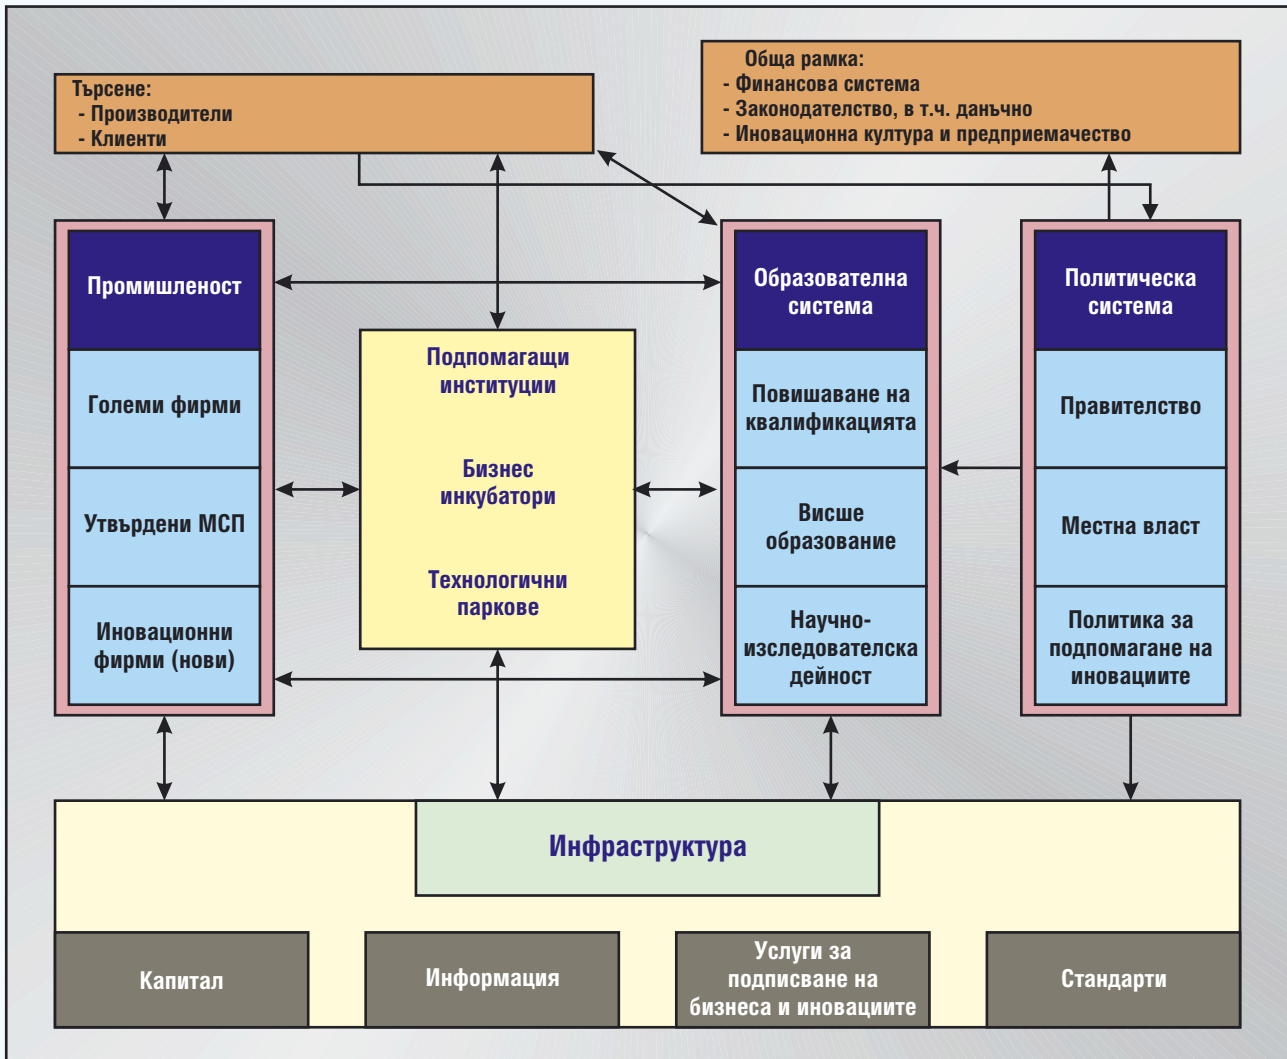 Търсене:
- Производители
- Клиенти
Обща рамка:
- Финансова система
- Законодателство, в т.ч. данъчно
- Иновационна култура и предприемачество
Промишленост
Големи фирми
Утвърдени МСП
Иновационни
фирми (нови)
Подпомагащи
институции
Бизнес
инкубатори
Технологични
паркове
Образователна
система
Повишаване на
квалификацията
Висше
образование
Научно-
изследователска
дейност
Политическа
система
Правителство
Местна власт
Политика за
подпомагане на
иновациите
Инфраструктура
Капитал
Информация
Услуги за
подписване на
бизнеса и иновациите
Стандарти